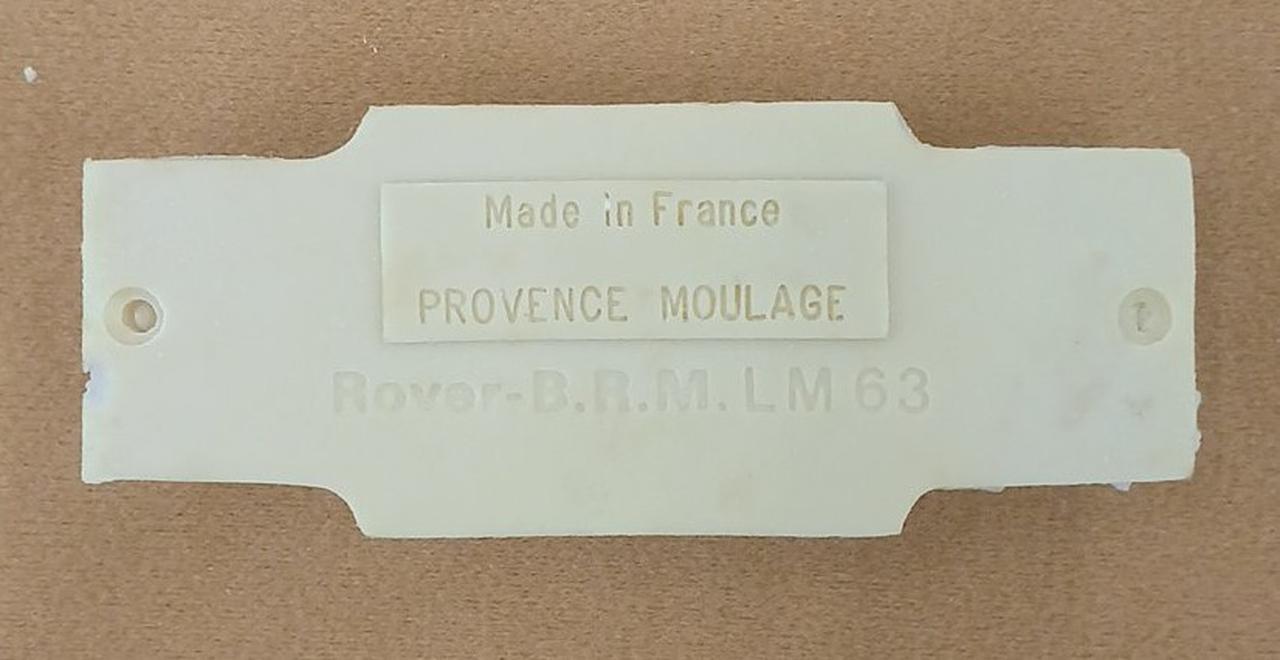 Made in France
PROVENCE MOULAGE
Rover-B.R.M. LM 63